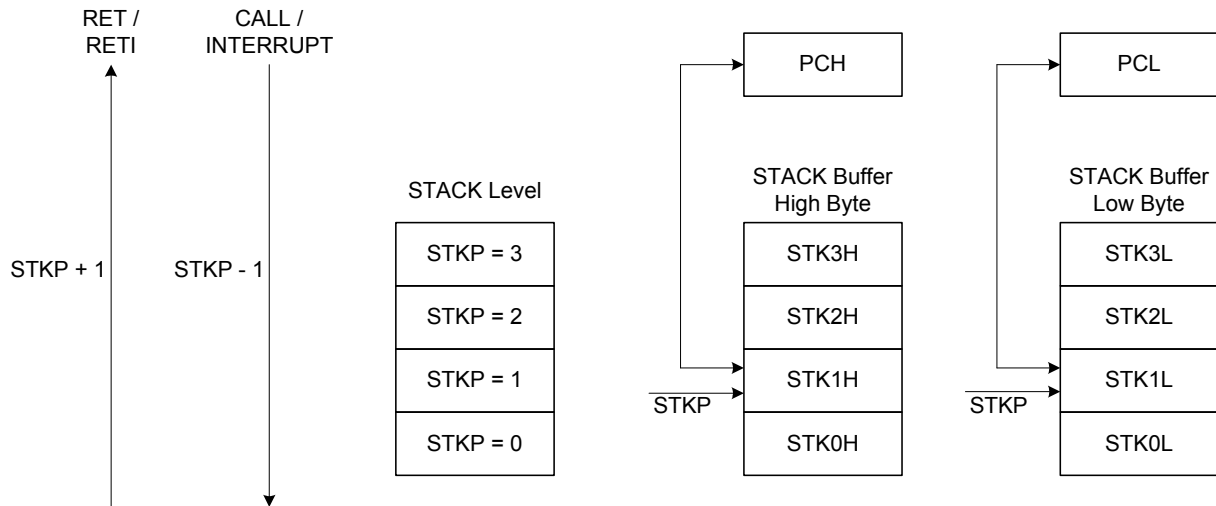 RET /
RETI
CALL /
INTERRUPT
PCH
PCL
STACK Level
STACK Buffer
High Byte
STACK Buffer
Low Byte
STKP + 1
STKP - 1
STKP = 3
STKP = 2
STKP = 1
STKP = 0
STK3H
STK2H
STK1H
STK0H
STKP
STK3L
STK2L
STK1L
STK0L
STKP